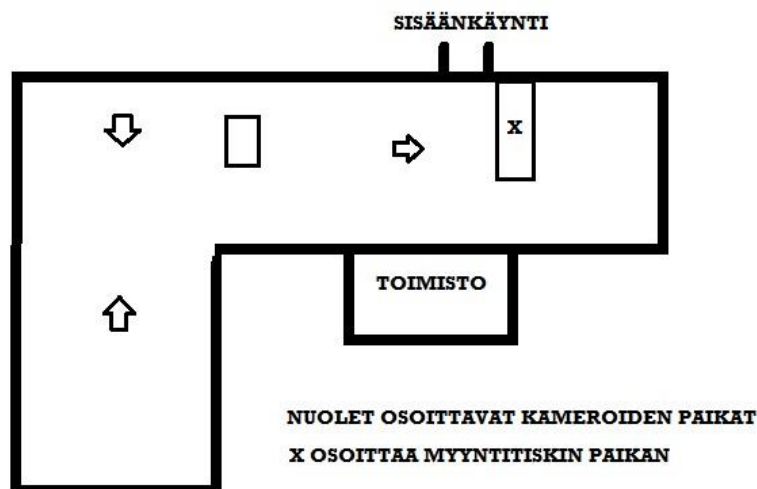 SISÄÄNKÄYNTI
X
TOIMISTO
NUOLET OSOITTAVAT KAMEROIDEN PAIKAT
X OSOITTAA MYYNTITISKIN PAIKAN